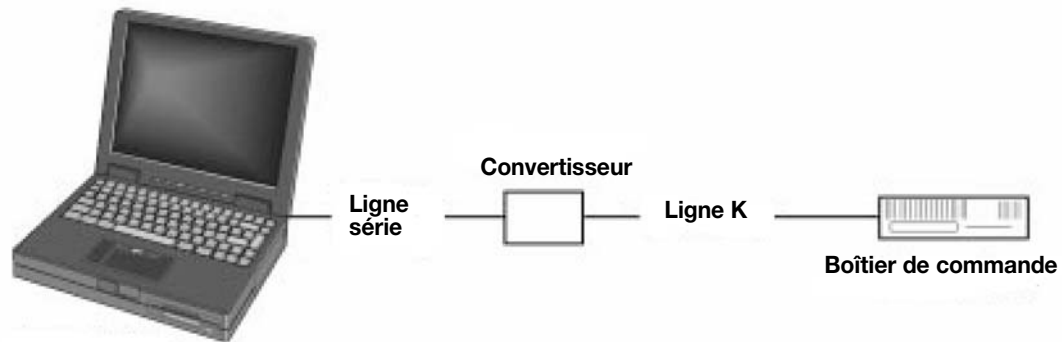 Convertisseur
Ligne
série
Ligne K
Boîtier de commande